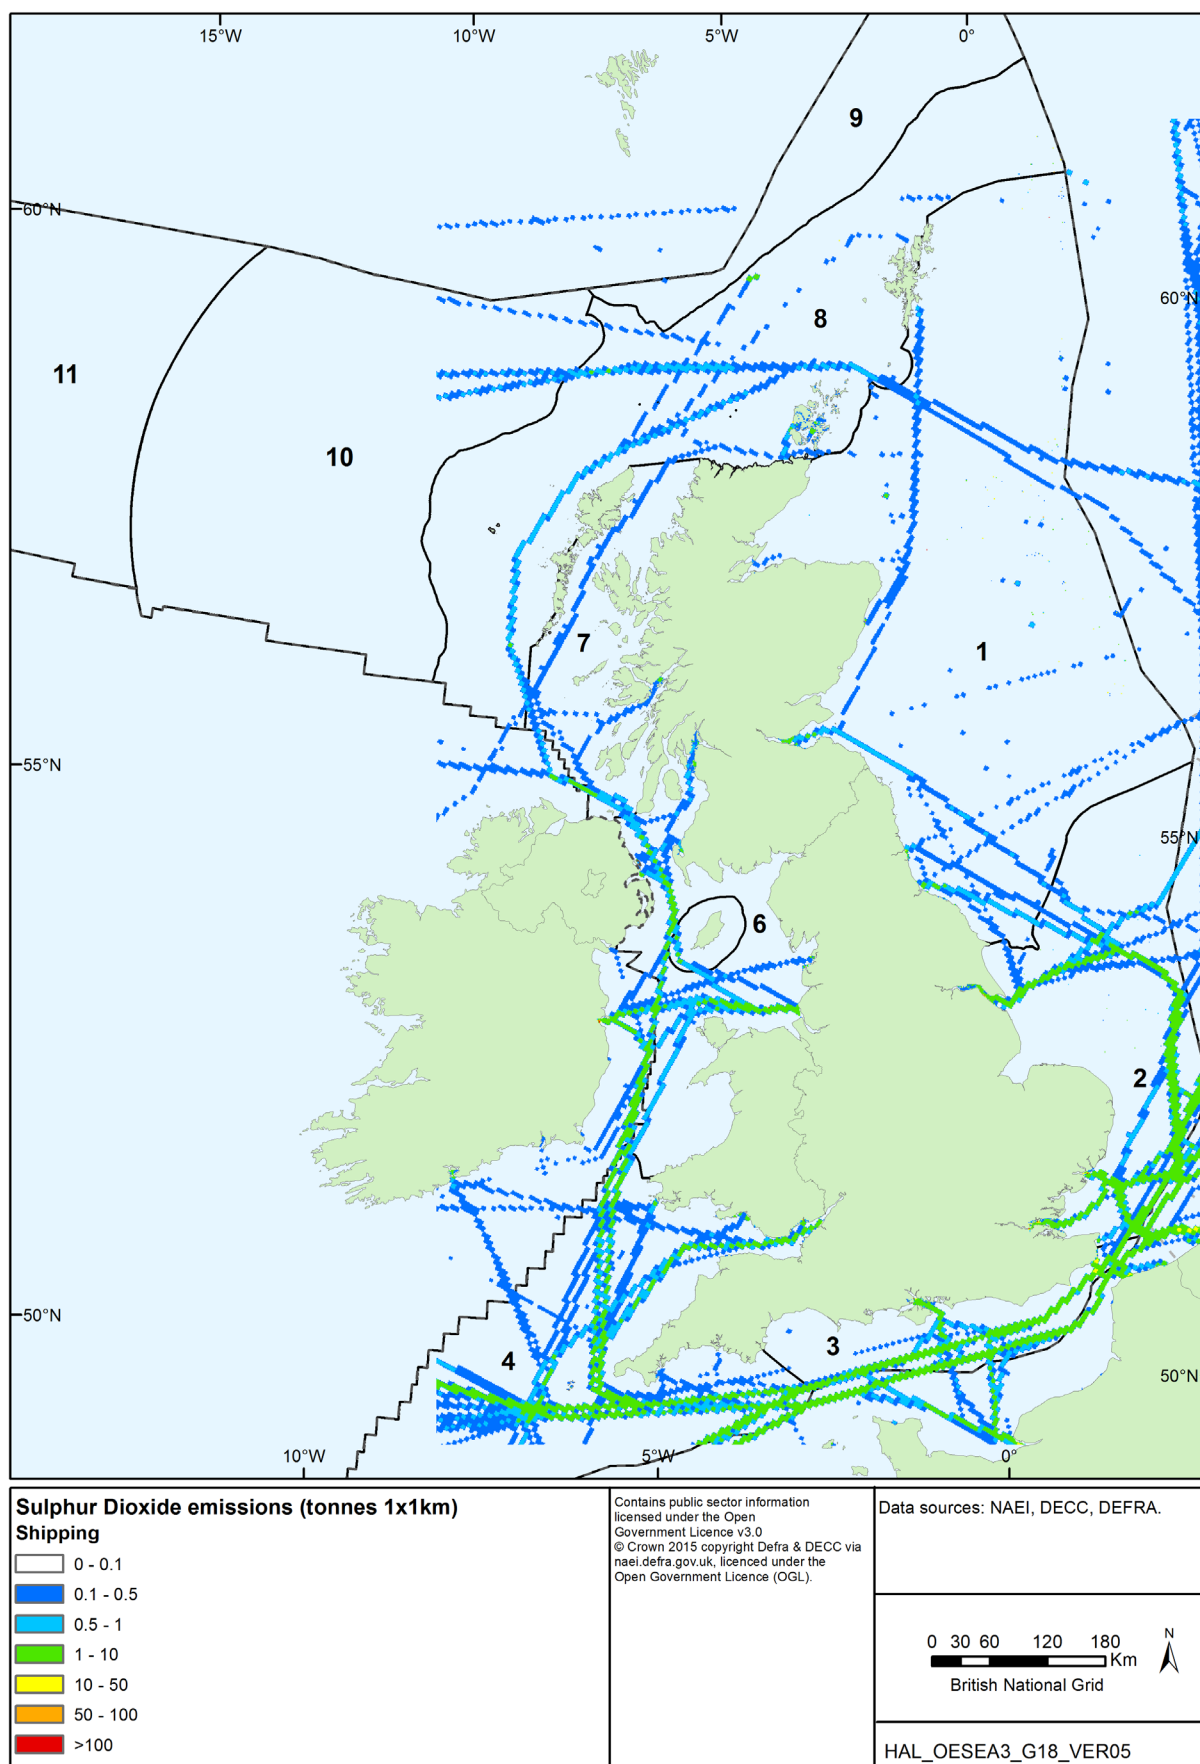 15°W
10°W
5°W
0°
9
60°N
60°N
8
11
10
7
1
55°N
55°N
6
2
50°N
3
4
50°N
10°W
5°W
0°
Sulphur Dioxide emissions (tonnes 1x1km)
Shipping
0 - 0.1
0.1 - 0.5
0.5 - 1
1 - 10
10 - 50
50 - 100
>100
Contains public sector information
licensed under the Open
Government Licence v3.0
© Crown 2015 copyright Defra & DECC via
naei.defra.gov.uk, licenced under the
Open Government Licence (OGL).
Data sources: NAEI, DECC, DEFRA.
0 30 60 120 180
Km
N
British National Grid
HAL_OESEA3_G18_VER05